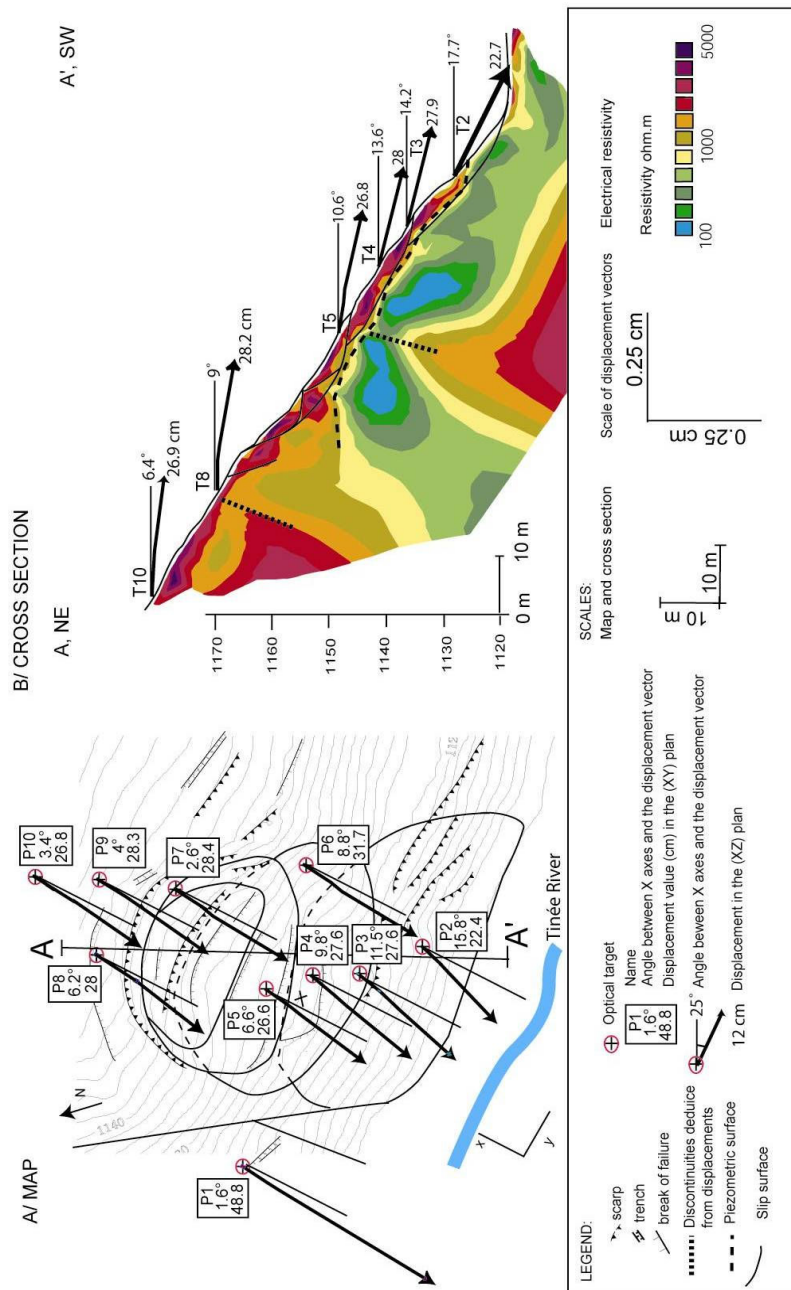 A/ MAP
N
P10
3.4°
26.8
P9
4°
28.3
P7
2.6°
28.4
P6
8.8°
31.7
P8
6.2°
28
P5
6.6°
26.6
P4
9.8°
27.6
P3
11.5°
27.6
P2
15.8°
22.4
P1
1.6°
48.8
A
A'
X
x
y
1140
Tinée River
B/ CROSS SECTION
A, NE
A', SW
T10
6.4°
26.9 cm
T8
9°
28.2 cm
T5
10.6°
26.8
T4
13.6°
28
T3
14.2°
27.9
T2
17.7°
22.7
1170
1160
1150
1140
1130
1120
0 m
10 m
LEGEND:
scarp
trench
break of failure
Discontinuities deduice
from displacements
Piezometric surface
Slip surface
Optical target
P1
1.6°
48.8
Name
Angle between X axes and the displacement vector
Displacement value (cm) in the (XY) plan
25°
Angle beween X axes and the displacement vector
12 cm
Displacement in the (XZ) plan
SCALES:
Map and cross section
10 m
10 m
Scale of displacement vectors
0.25 cm
0.25 cm
Electrical resistivity
Resistivity ohm.m
100
1000
5000